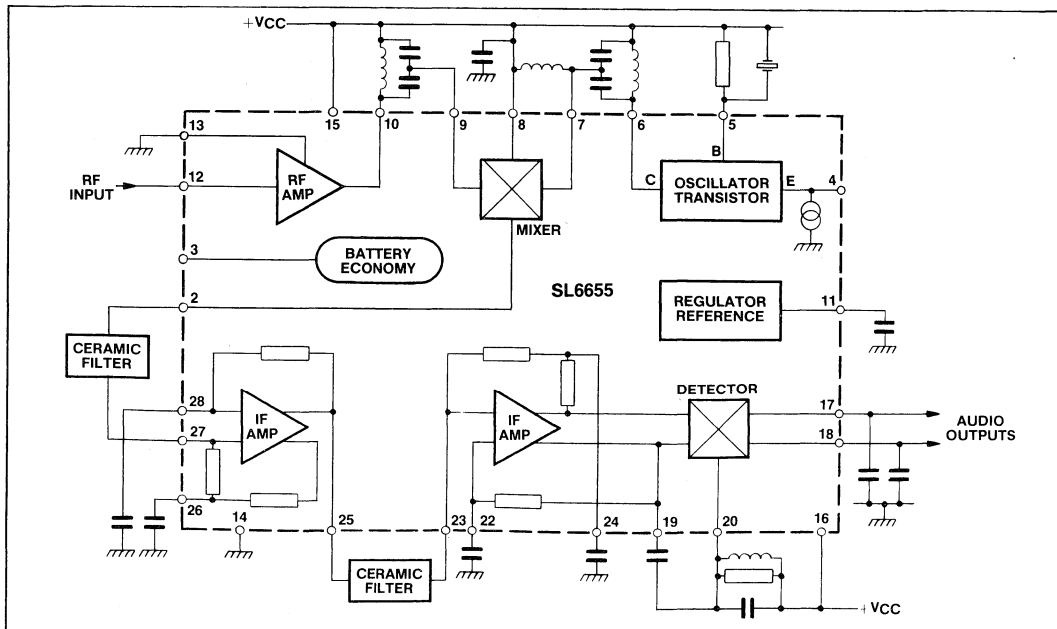 +VCC
13
15
10
9
8
7
6
5
B
RF
INPUT
12
RF
AMP
MIXER
C
OSCILLATOR
TRANSISTOR
E
4
3
BATTERY
ECONOMY
2
SL6655
REGULATOR
REFERENCE
11
CERAMIC
FILTER
28
IF
AMP
27
26
IF
AMP
DETECTOR
17
18
AUDIO
OUTPUTS
14
25
23
22
24
19
20
16
CERAMIC
FILTER
+VCC